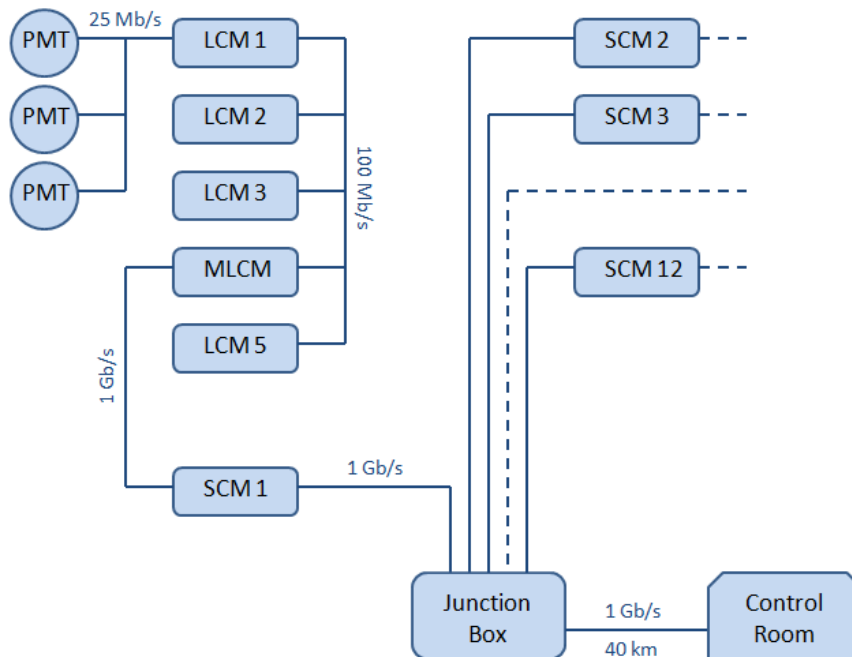 PMT
25 Mb/s
LCM 1
PMT
LCM 2
PMT
LCM 3
100 Mb/s
MLCM
LCM 5
1 Gb/s
SCM 1
1 Gb/s
SCM 2
SCM 3
SCM 12
Junction
Box
1 Gb/s
40 km
Control
Room